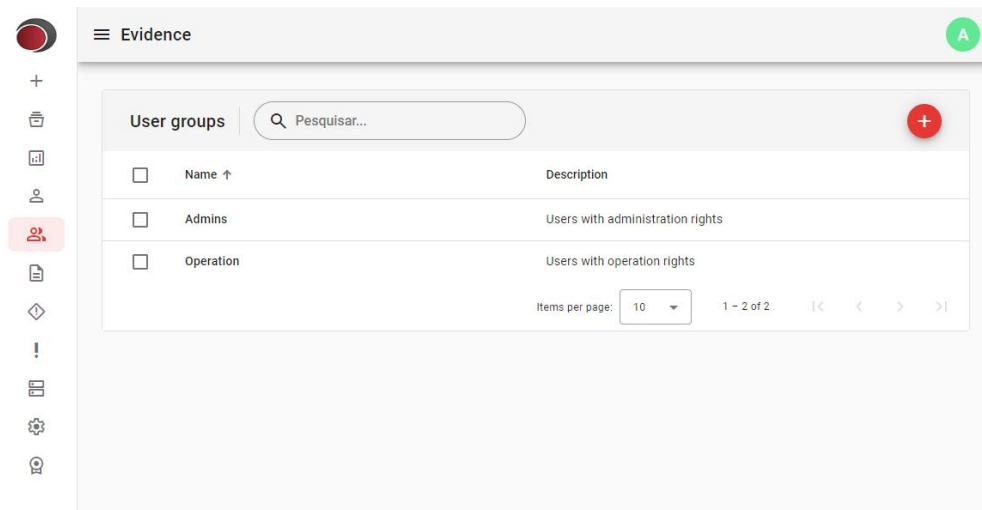 Evidence
A
User groups
Pesquisar...
Name Description
Admins Users with administration rights
Operation Users with operation rights
Items per page: 10 1 – 2 of 2